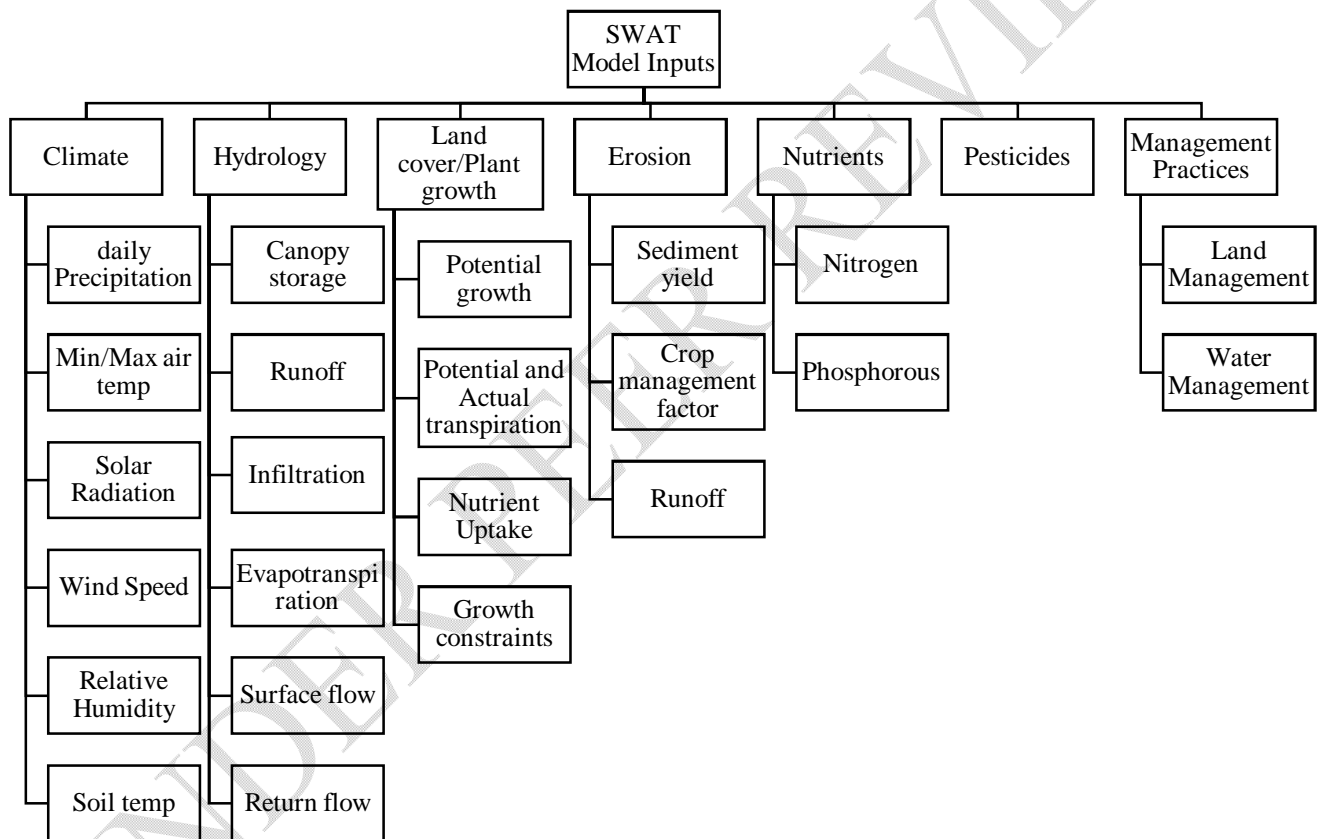 SWAT
Model Inputs
Climate
Hydrology
Land
cover/Plant
growth
Erosion
Nutrients
Pesticides
Management
Practices
daily
Precipitation
Min/Max air
temp
Solar
Radiation
Wind Speed
Relative
Humidity
Soil temp
Canopy
storage
Runoff
Infiltration
Evapotranspi
ration
Surface flow
Return flow
Potential
growth
Potential and
Actual
transpiration
Nutrient
Uptake
Growth
constraints
Sediment
yield
Crop
management
factor
Runoff
Nitrogen
Phosphorous
Land
Management
Water
Management
NDER PEER REVI